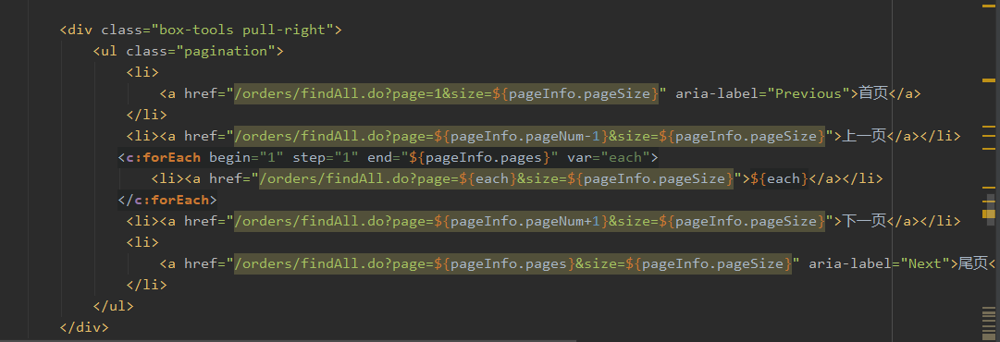 <div class="box-tools pull-right">
<ul class="pagination">
<li>
<a href="/orders/findAll.do?page=1&size=${pageInfo.pageSize}" aria-label="Previous">首页</a>
</li>
<li><a href="/orders/findAll.do?page=${pageInfo.pageNum-1}&size=${pageInfo.pageSize}">上一页</a></li>
<c:forEach begin="1" step="1" end="${pageInfo.pages}" var="each">
<li><a href="/orders/findAll.do?page=${each}&size=${pageInfo.pageSize}">${each}</a></li>
</c:forEach>
<li><a href="/orders/findAll.do?page=${pageInfo.pageNum+1}&size=${pageInfo.pageSize}">下一页</a></li>
<li>
<a href="/orders/findAll.do?page=${pageInfo.pages}&size=${pageInfo.pageSize}" aria-label="Next">尾页<
</li>
</ul>
</div>